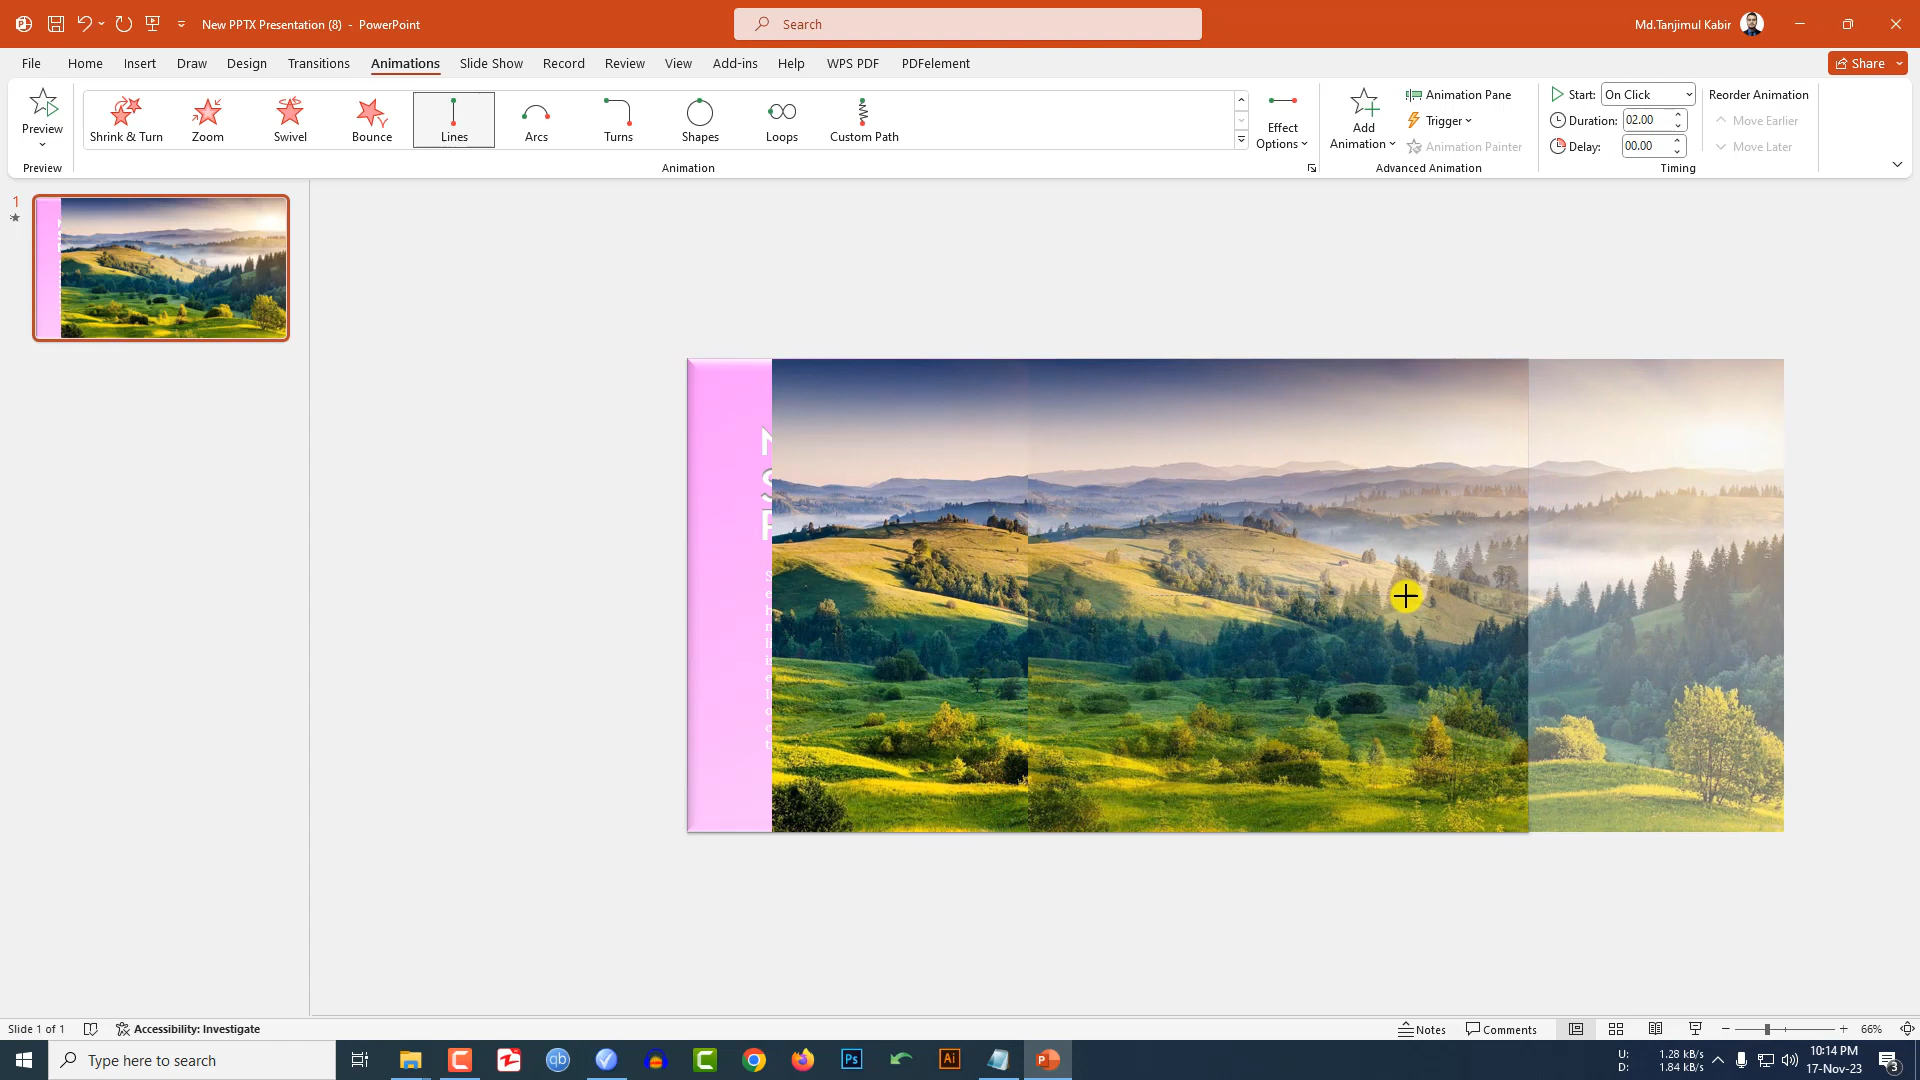 New PPTX Presentation (8) - PowerPoint
Search
Md.Tanjimul Kabir
File Home Insert Draw Design Transitions Animations Slide Show Record Review View Add-ins Help WPS PDF PDFelement
Share
Preview
Shrink & Turn Zoom Swivel Bounce Lines Arcs Turns Shapes Loops Custom Path
Effect
Options
Add
Animation
Animation Pane
Trigger
Animation Painter
Start: On Click
Duration: 02.00
Delay: 00.00
Reorder Animation
Move Earlier
Move Later
Preview Animation Advanced Animation Timing
1
S
e
h
Slide 1 of 1
Accessibility: Investigate
Notes
Comments
66%
Type here to search
qb
Ps
Ai
U: 1.28 kB/s
D: 1.84 kB/s
10:14 PM
17-Nov-23
3